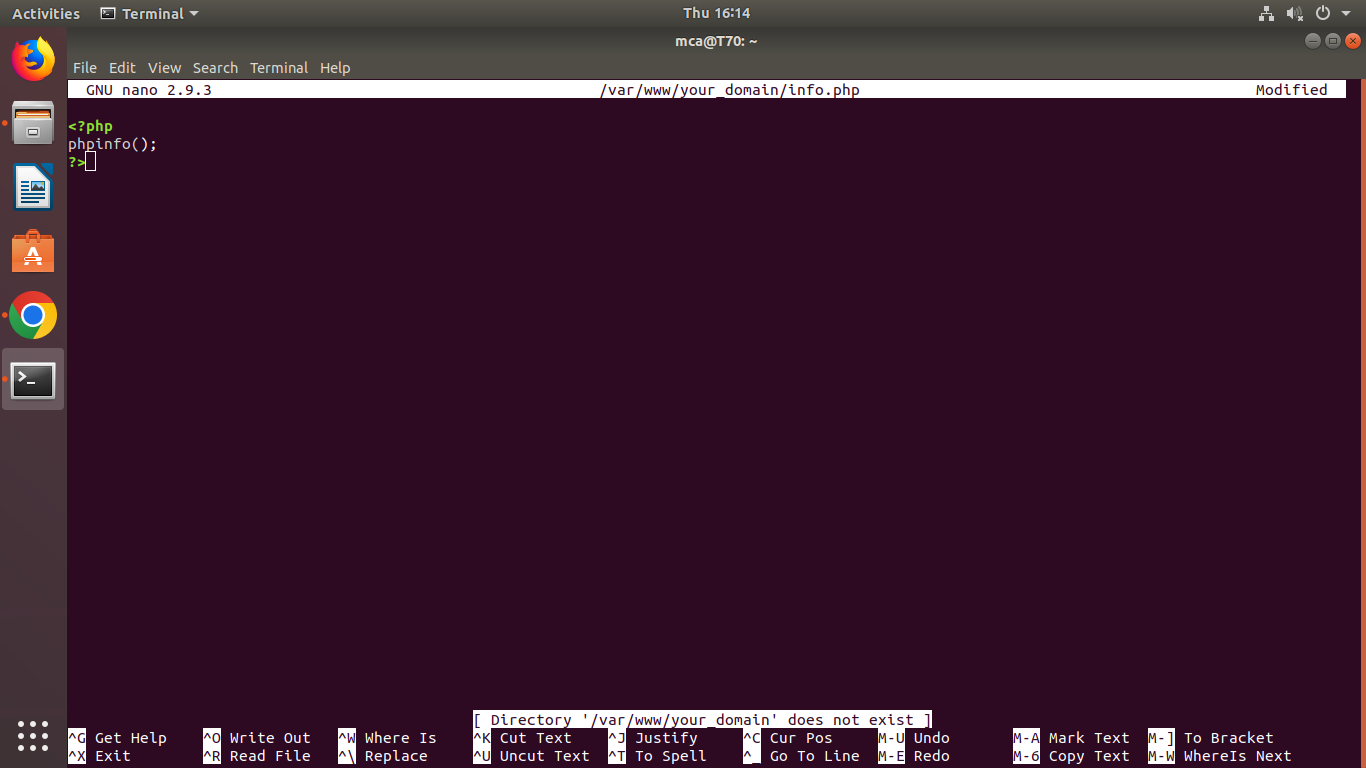 Activities Terminal Thu 16:14
mca@T70: ~
File Edit View Search Terminal Help
GNU nano 2.9.3 /var/www/your_domain/info.php Modified
<?php
phpinfo();
?>
[ Directory '/var/www/your_domain' does not exist ]
^G Get Help ^O Write Out ^W Where Is ^K Cut Text ^J Justify ^C Cur Pos M-U Undo M-A Mark Text M-] To Bracket
^X Exit ^R Read File ^\ Replace ^U Uncut Text ^T To Spell ^_ Go To Line M-E Redo M-6 Copy Text M-W WhereIs Next